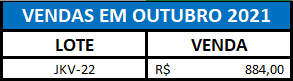 VENDAS EM OUTUBRO 2021
LOTE VENDA
JKV-22 R$ 884,00